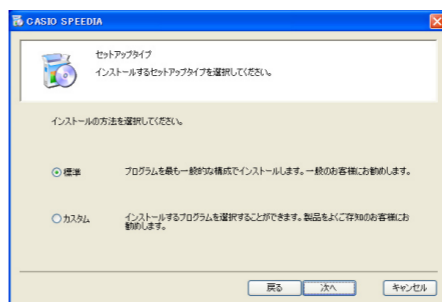 CASIO SPEEDIA
セットアップタイプ
インストールするセットアップタイプを選択してください。
インストールの方法を選択してください。
標準
プログラムを最も一般的な構成でインストールします。一般のお客様にお勧めします。
カスタム
インストールするプログラムを選択することができます。製品をよくご存知のお客様にお
勧めします。
戻る
次へ
キャンセル